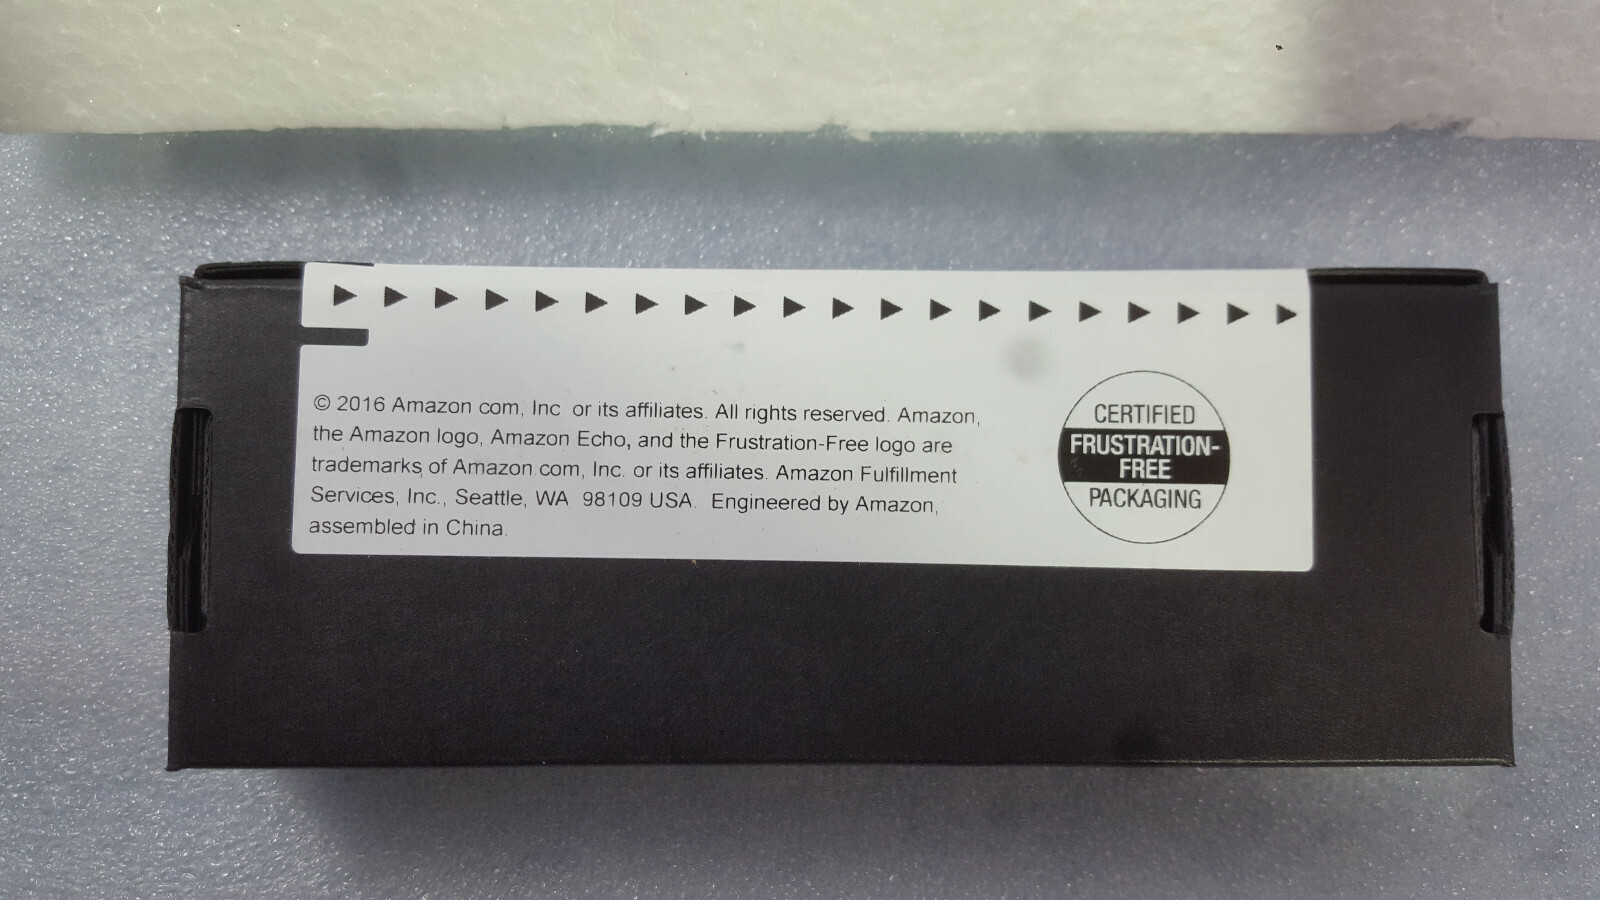 © 2016 Amazon com, Inc or its affiliates. All rights reserved. Amazon,
the Amazon logo, Amazon Echo, and the Frustration-Free logo are
trademarks of Amazon com, Inc. or its affiliates. Amazon Fulfillment
Services, Inc., Seattle, WA 98109 USA. Engineered by Amazon,
assembled in China.
CERTIFIED
FRUSTRATION-
FREE
PACKAGING